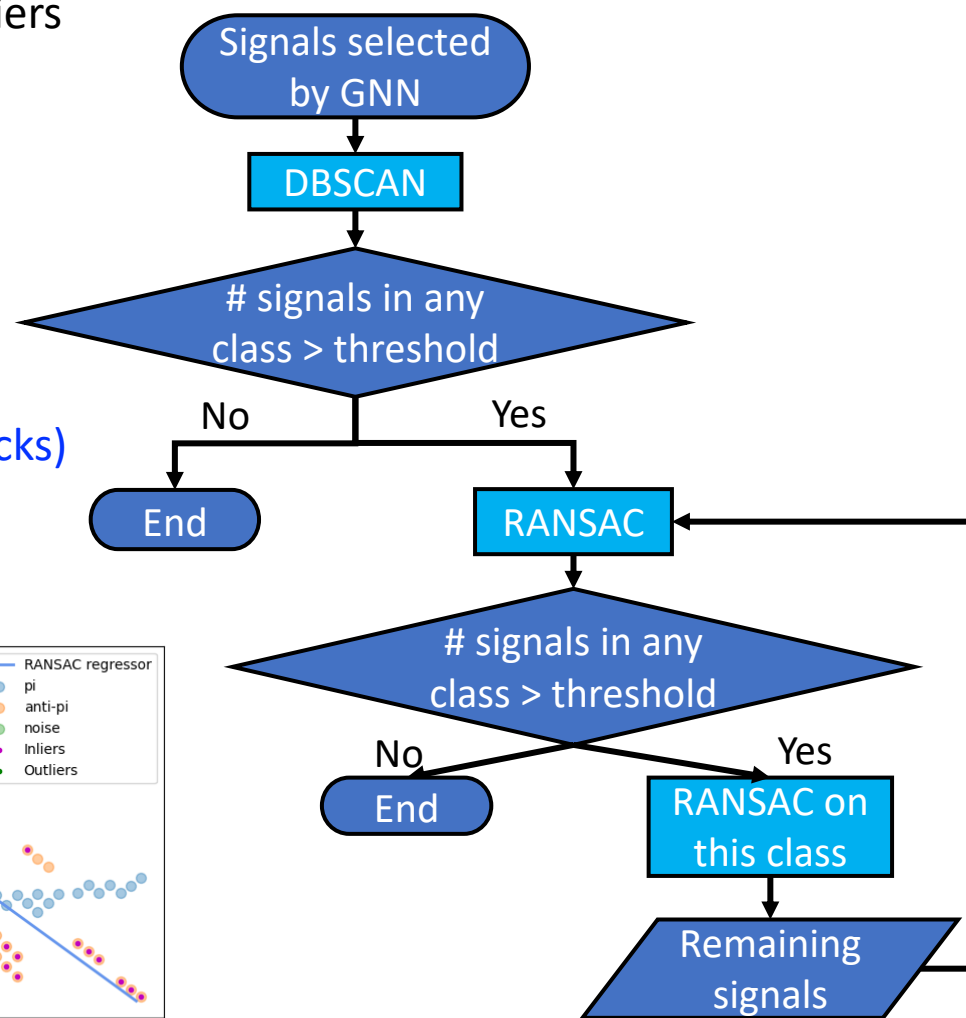 iers
Signals selected
by GNN
DBSCAN
# signals in any
class > threshold
No
Yes
cks)
End
RANSAC
# signals in any
class > threshold
RANSAC regressor
pi
anti-pi
noise
Inliers
Outliers
No
Yes
End
RANSAC on
this class
Remaining
signals